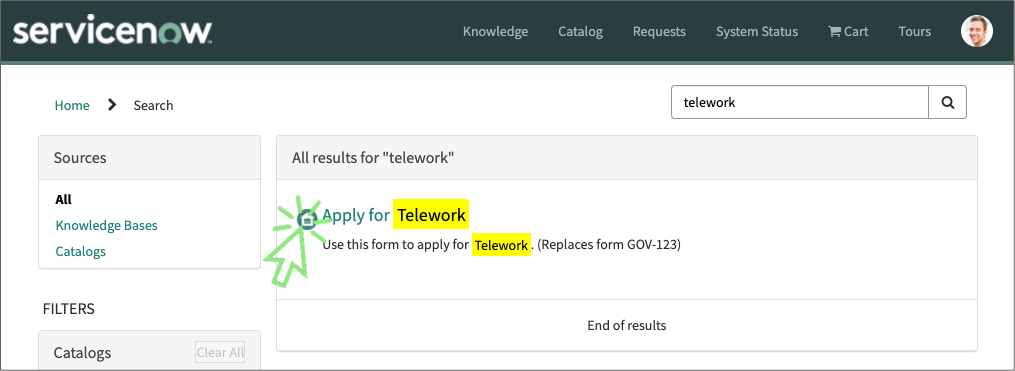 servicenow
Knowledge Catalog Requests System Status Cart Tours
Home Search
telework
Sources
All
Knowledge Bases
Catalogs
FILTERS
Catalogs Clear All
All results for "telework"
Apply for Telework
Use this form to apply for Telework. (Replaces form GOV-123)
End of results